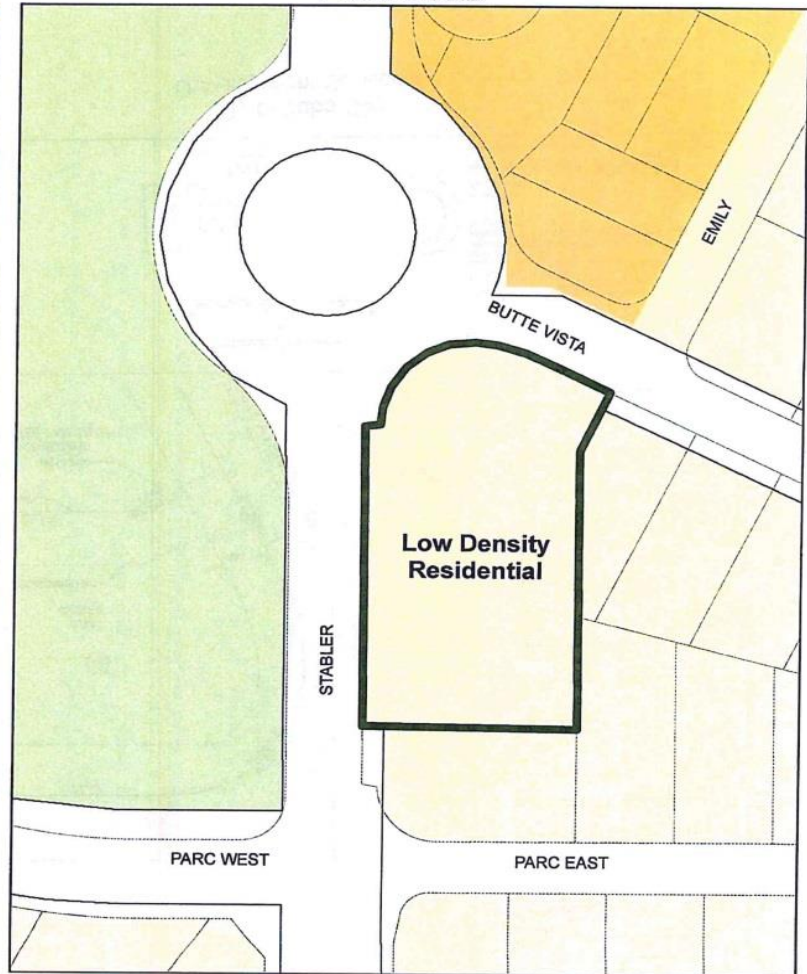 EMILY
BUTTE VISTA
Low Density
Residential
STABLER
PARC WEST
PARC EAST